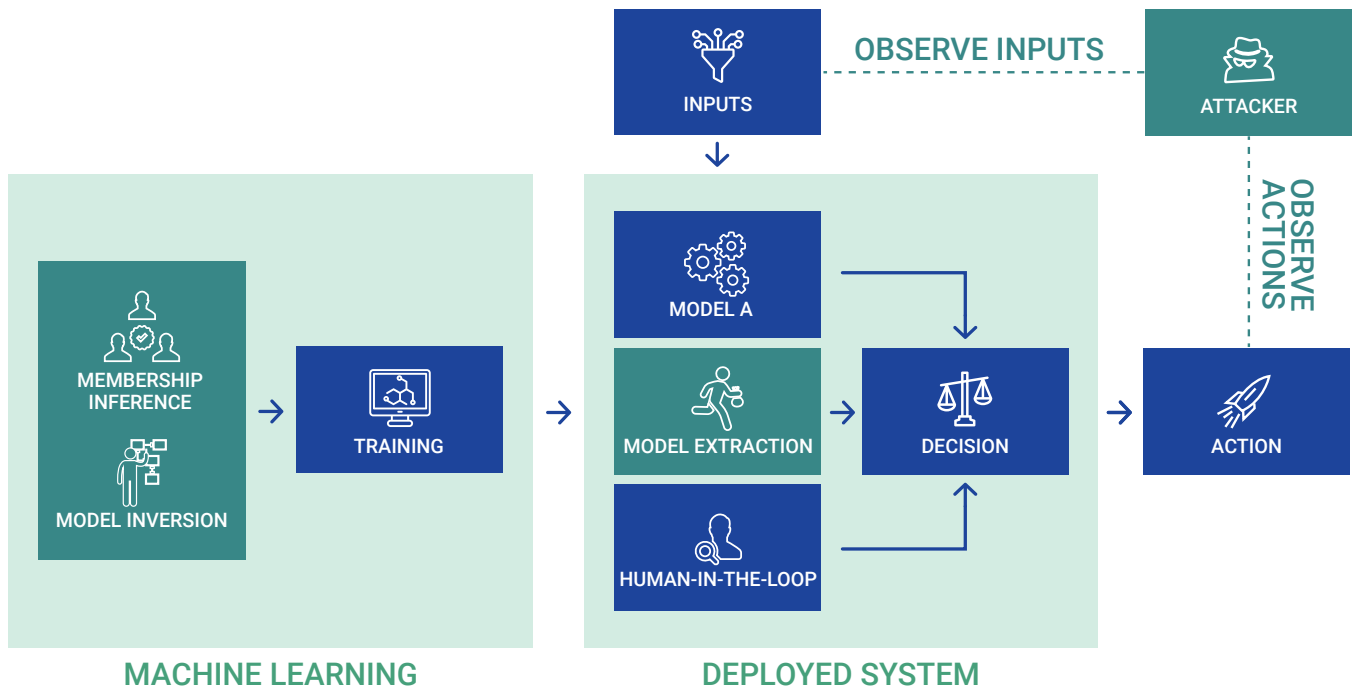 INPUTS
OBSERVE INPUTS
ATTACKER
OBSERVE
ACTIONS
MEMBERSHIP
INFERENCE
MODEL INVERSION
TRAINING
MODEL A
MODEL EXTRACTION
HUMAN-IN-THE-LOOP
DECISION
ACTION
MACHINE LEARNING
DEPLOYED SYSTEM